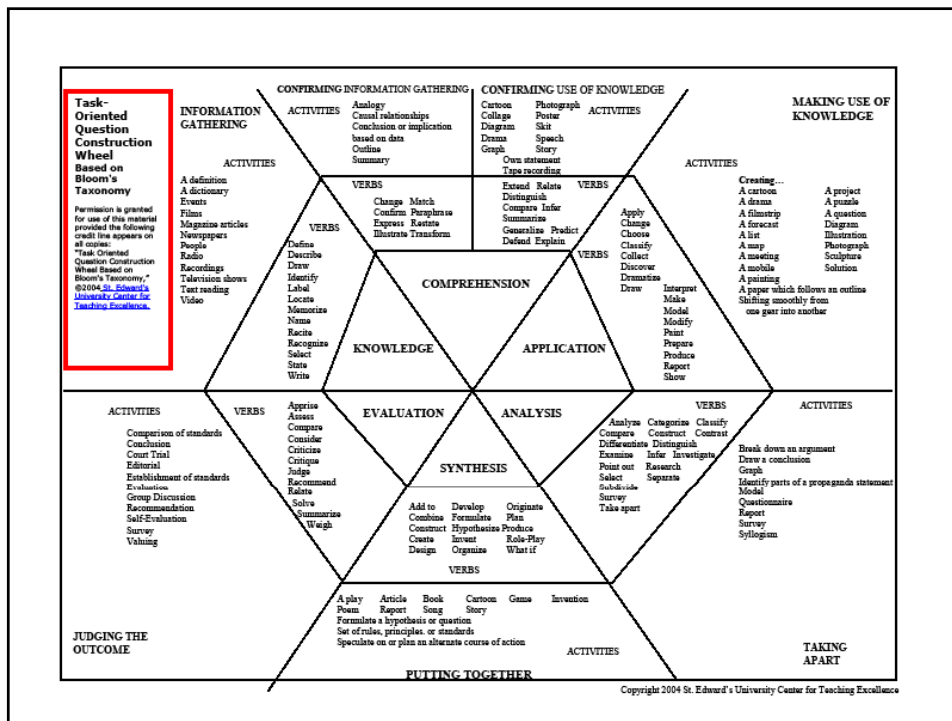 Task-
Oriented
Question
Construction
Wheel
Based on
Bloom's
Taxonomy
Permission is granted
for use of this material
provided the following
credit line appears on
all copies:
"Task Oriented
Question Construction
Wheel Based on
Bloom's Taxonomy,"
©2004 St. Edward's
University Center for
Teaching Excellence.
INFORMATION
GATHERING
ACTIVITIES
A definition
A dictionary
Events
Films
Magazine articles
Newspapers
People
Radio
Recordings
Television shows
Text reading
Video
CONFIRMING INFORMATION GATHERING
ACTIVITIES
Analogy
Causal relationships
Conclusion or implication
based on data
Outline
Summary
CONFIRMING USE OF KNOWLEDGE
ACTIVITIES
Cartoon Photograph
Collage Poster
Diagram Skit
Drama Speech
Graph Story
Own statement
Tape recording
MAKING USE OF
KNOWLEDGE
ACTIVITIES
Creating...
A cartoon
A drama
A filmstrip
A forecast
A list
A map
A meeting
A mobile
A painting
A paper which follows an outline
Shifting smoothly from
one gear into another
A project
A puzzle
A question
Diagram
Illustration
Photograph
Sculpture
Solution
VERBS
Define
Describe
Draw
Identify
Label
Locate
Memorize
Name
Recite
Recognize
Select
State
Write
VERBS
Change Match
Confirm Paraphrase
Express Restate
Illustrate Transform
VERBS
Extend Relate
Distinguish
Compare Infer
Summarize
Generalize Predict
Defend Explain
VERBS
Apply
Change
Choose
Classify
Collect
Discover
Dramatize
Draw
Interpret
Make
Model
Modify
Paint
Prepare
Produce
Report
Show
COMPREHENSION
KNOWLEDGE
APPLICATION
EVALUATION
ANALYSIS
SYNTHESIS
ACTIVITIES
Comparison of standards
Conclusion
Court Trial
Editorial
Establishment of standards
Evaluation
Group Discussion
Recommendation
Self-Evaluation
Survey
Valuing
VERBS
Apprise
Assess
Compare
Consider
Criticize
Critique
Judge
Recommend
Relate
Solve
Summarize
Weigh
Add to Develop Originate
Combine Formulate Plan
Construct Hypothesize Produce
Create Invent Role-Play
Design Organize What if
VERBS
VERBS
Analyze Categorize Classify
Compare Construct Contrast
Differentiate Distinguish
Examine Infer Investigate
Point out Research
Select Separate
Subdivide
Survey
Take apart
ACTIVITIES
Break down an argument
Draw a conclusion
Graph
Identify parts of a propaganda statement
Model
Questionnaire
Report
Survey
Syllogism
A play Article Book Cartoon Game Invention
Poem Report Song Story
Formulate a hypothesis or question
Set of rules, principles. or standards
Speculate on or plan an alternate course of action
ACTIVITIES
JUDGING THE
OUTCOME
PUTTING TOGETHER
TAKING
APART
Copyright 2004 St. Edward's University Center for Teaching Excellence